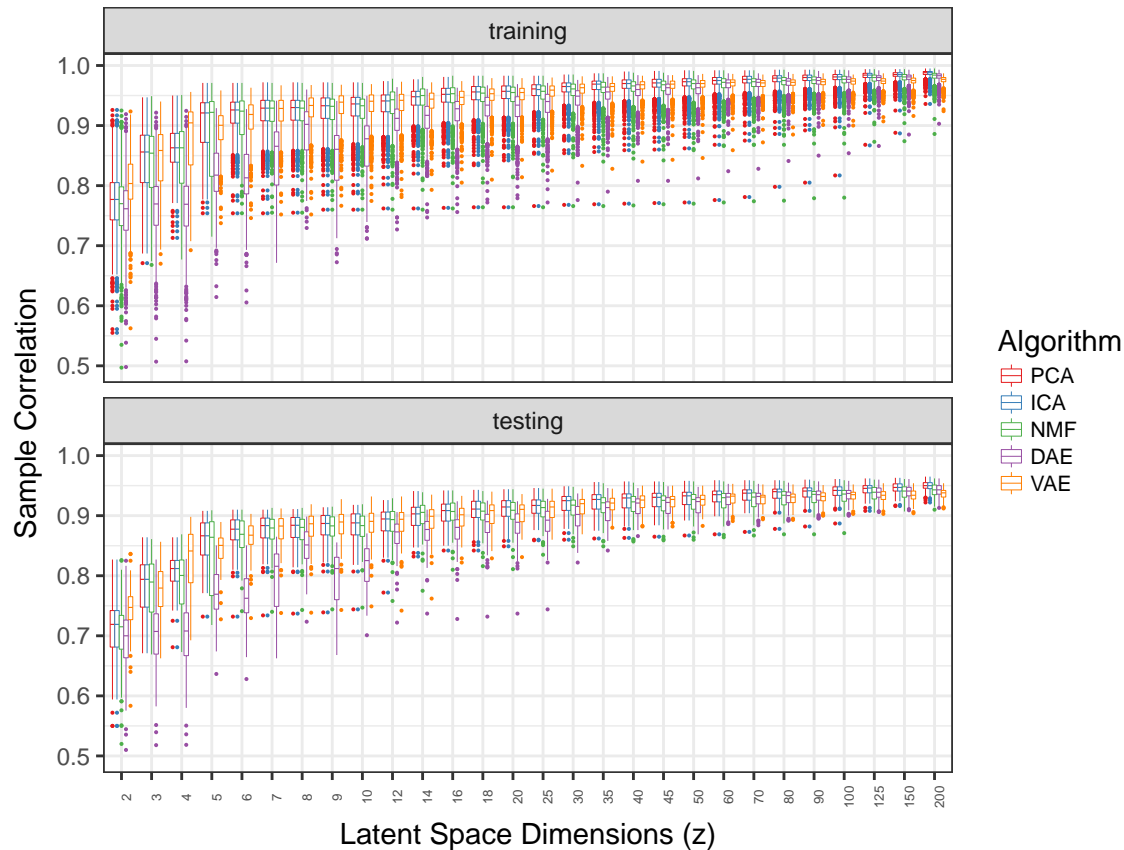 training
1.0
0.9
0.8
0.7
0.6
0.5
testing
1.0
0.9
0.8
0.7
0.6
0.5
Sample Correlation
2 3 4 5 6 7 8 9 10 12 14 16 18 20 25 30 35 40 45 50 60 70 80 90 100 125 150 200
Latent Space Dimensions (z)
Algorithm
PCA
ICA
NMF
DAE
VAE